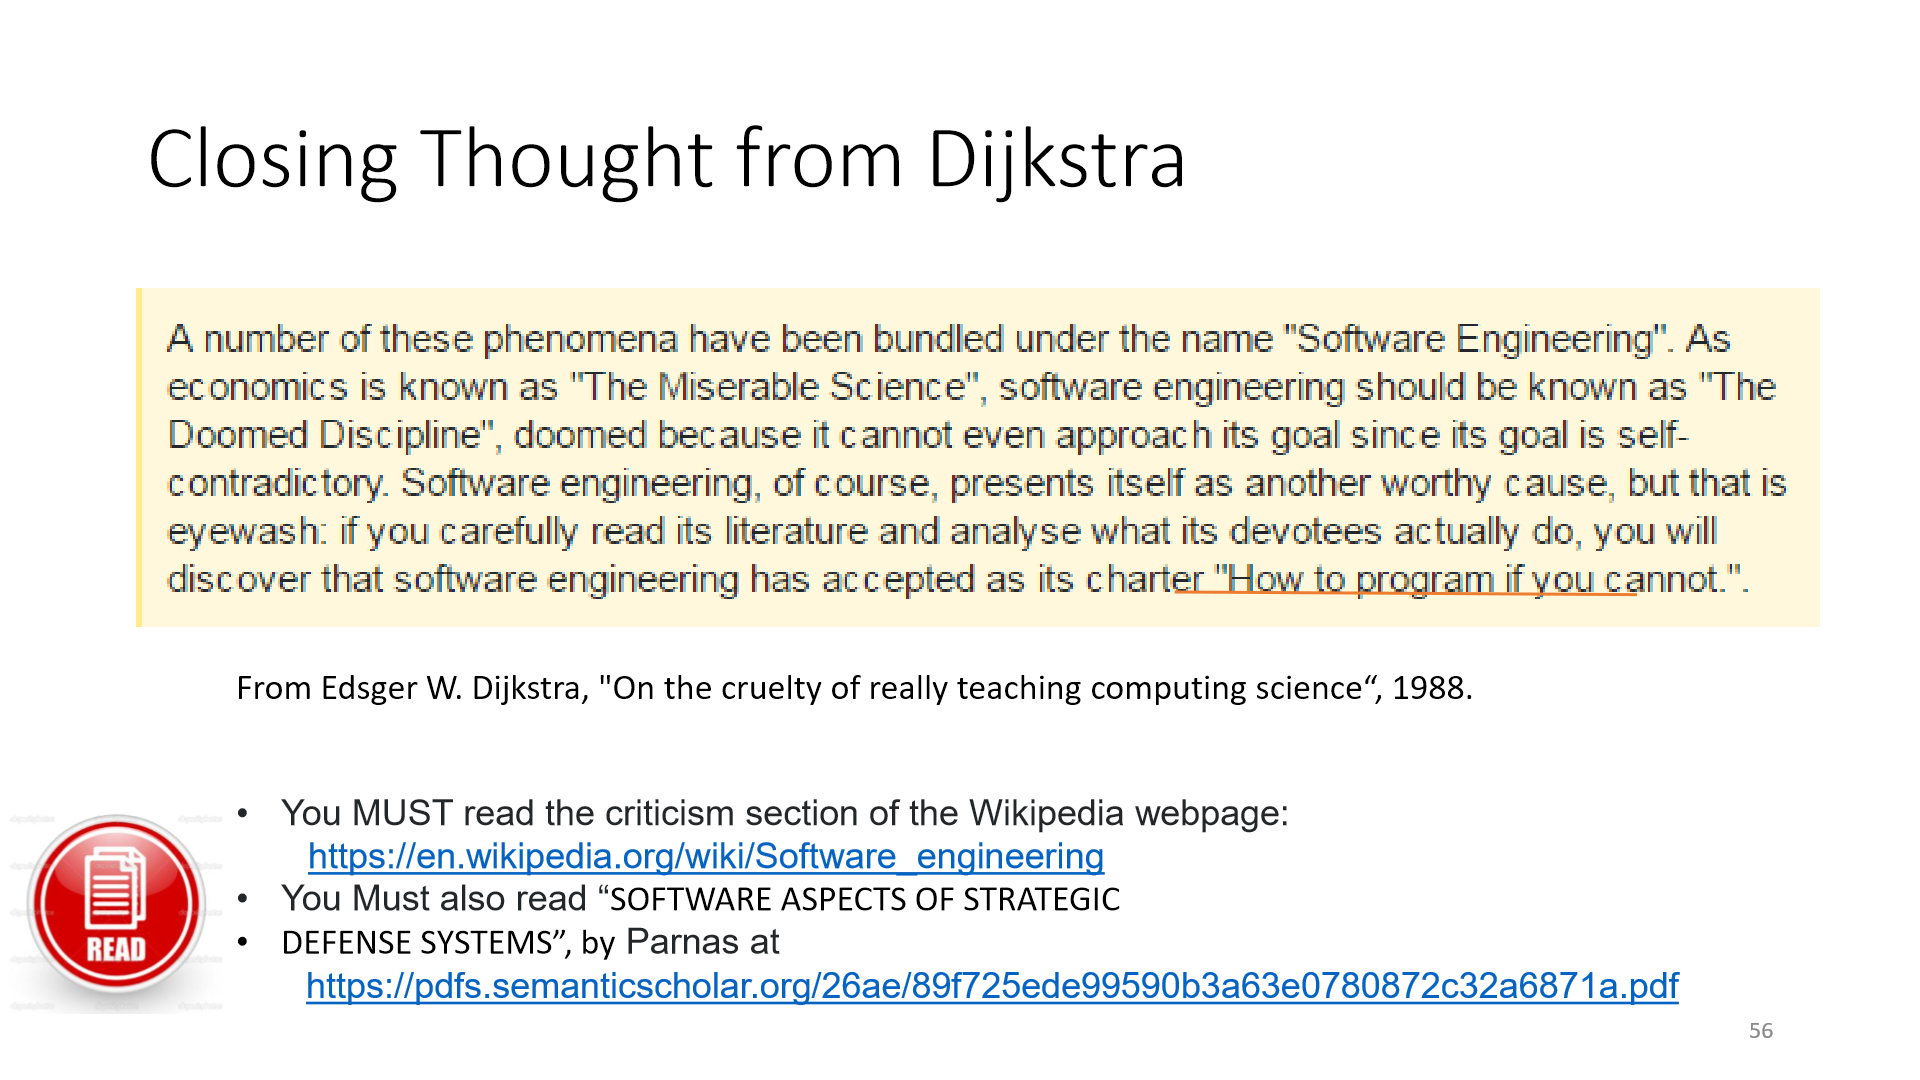 Closing Thought from Dijkstra
A number of these phenomena have been bundled under the name "Software Engineering". As
economics is known as "The Miserable Science", software engineering should be known as "The
Doomed Discipline", doomed because it cannot even approach its goal since its goal is self-
contradictory. Software engineering, of course, presents itself as another worthy cause, but that is
eyewash: if you carefully read its literature and analyse what its devotees actually do, you will
discover that software engineering has accepted as its charter "How to program if you cannot.".
From Edsger W. Dijkstra, "On the cruelty of really teaching computing science“, 1988.
• You MUST read the criticism section of the Wikipedia webpage:
https://en.wikipedia.org/wiki/Software_engineering
• You Must also read “SOFTWARE ASPECTS OF STRATEGIC
• DEFENSE SYSTEMS”, by Parnas at
https://pdfs.semanticscholar.org/26ae/89f725ede99590b3a63e0780872c32a6871a.pdf
READ
56